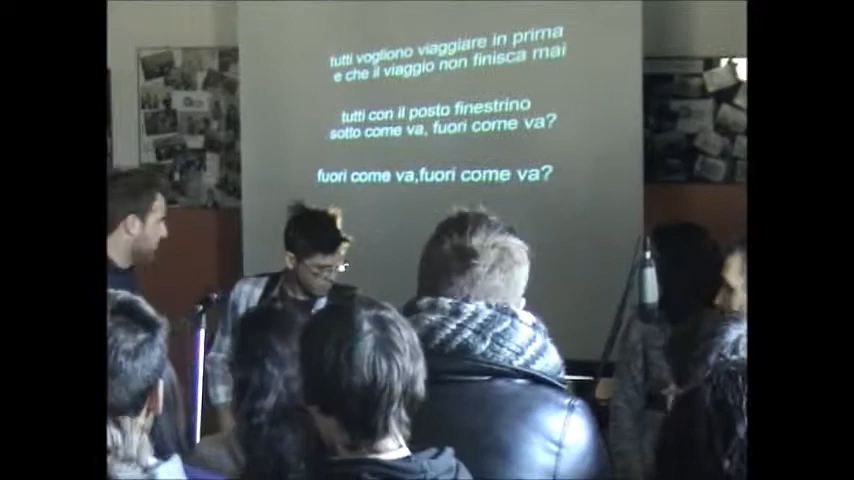 tutti vogliono viaggiare in prima
e che il viaggio non finisca mai
tutti con il posto finestrino
sotto come va, fuori come va?
fuori come va,fuori come va?